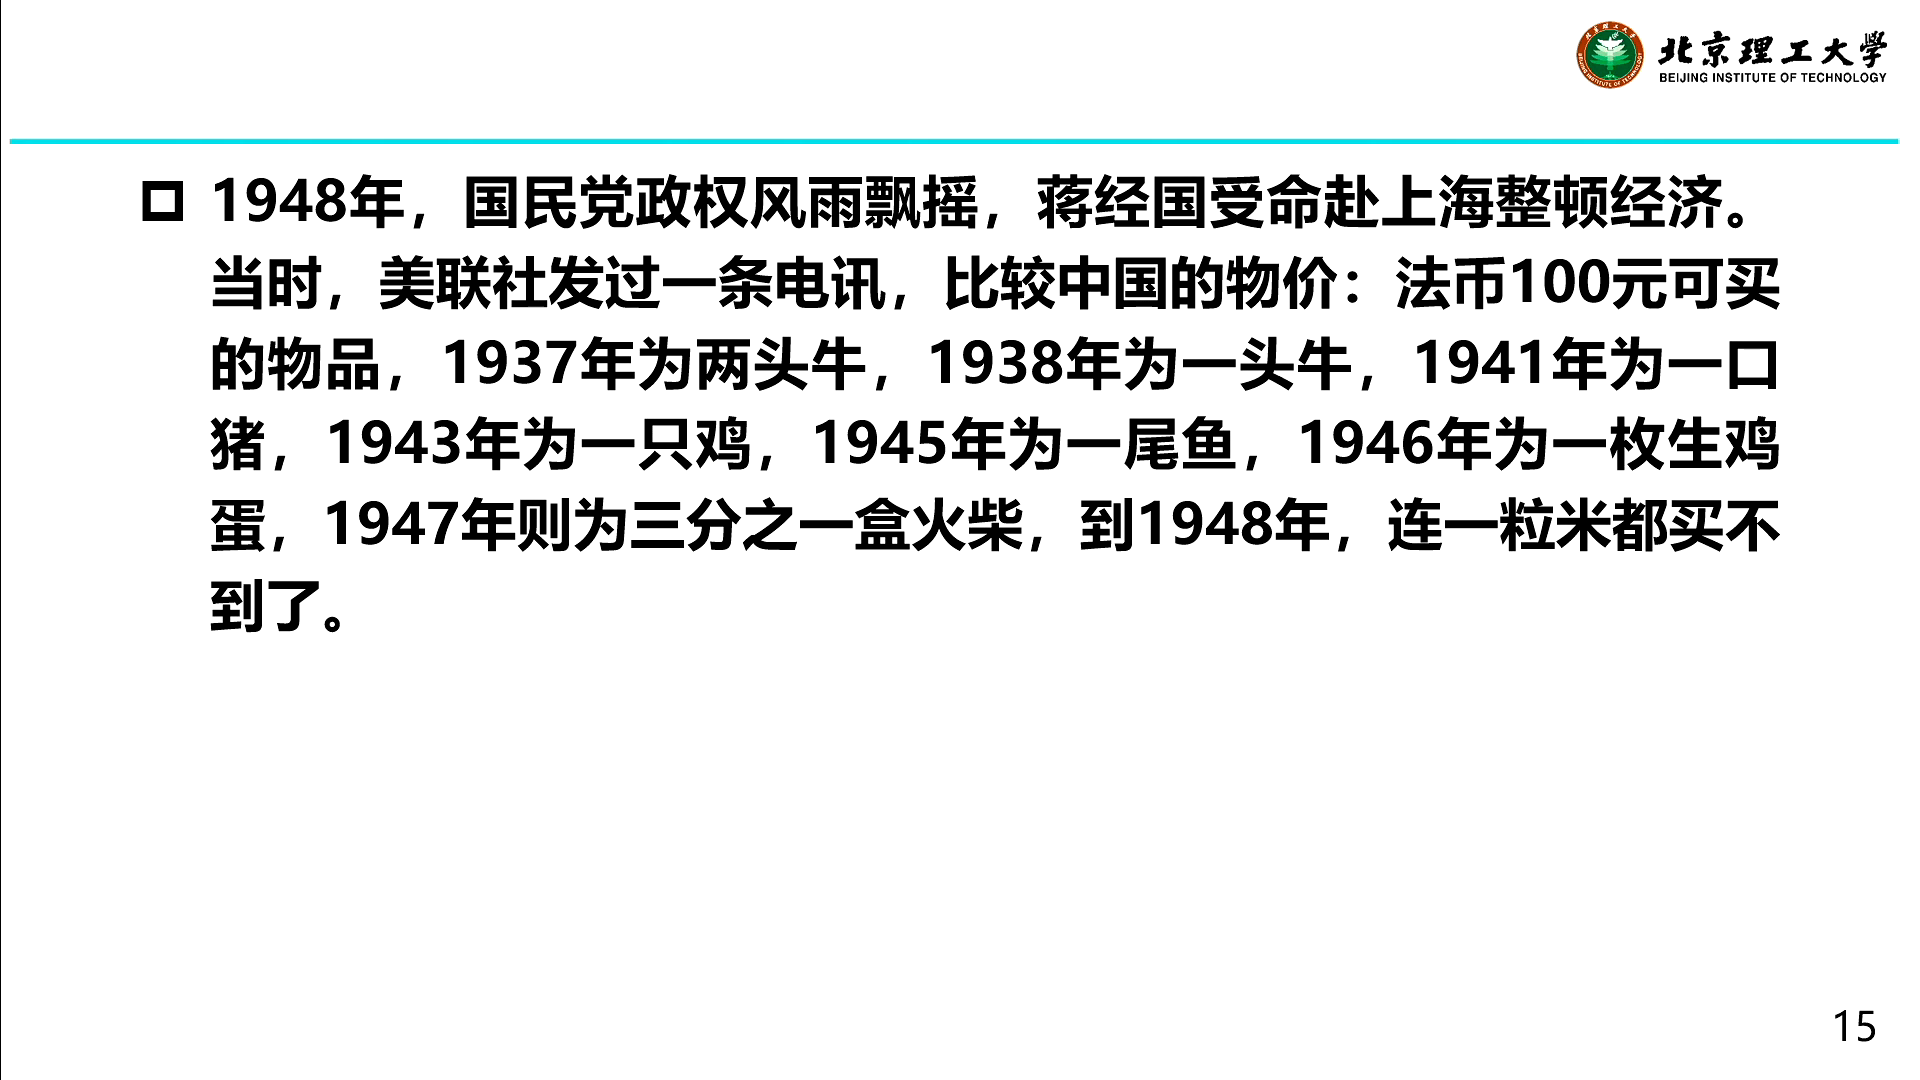 北京理工大学
BEIJING INSTITUTE OF TECHNOLOGY
1948年，国民党政权风雨飘摇，蒋经国受命赴上海整顿经济。
当时，美联社发过一条电讯，比较中国的物价：法币100元可买
的物品，1937年为两头牛，1938年为一头牛，1941年为一口
猪，1943年为一只鸡，1945年为一尾鱼，1946年为一枚生鸡
蛋，1947年则为三分之一盒火柴，到1948年，连一粒米都买不
到了。
15